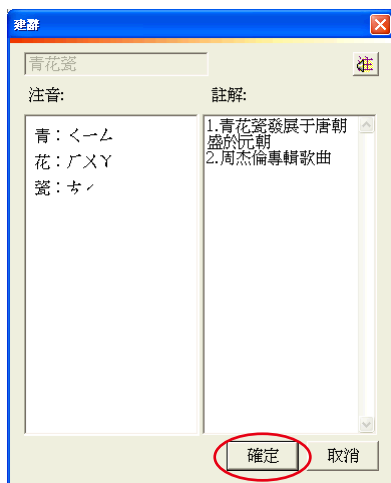 建辭
青花瓷
注
注音:
註解:
青:ㄑㄧㄥ
花:ㄏㄨㄚ
瓷:ㄘˊ
1.青花瓷發展于唐朝
盛於元朝
2.周杰倫專輯歌曲
確定
取消